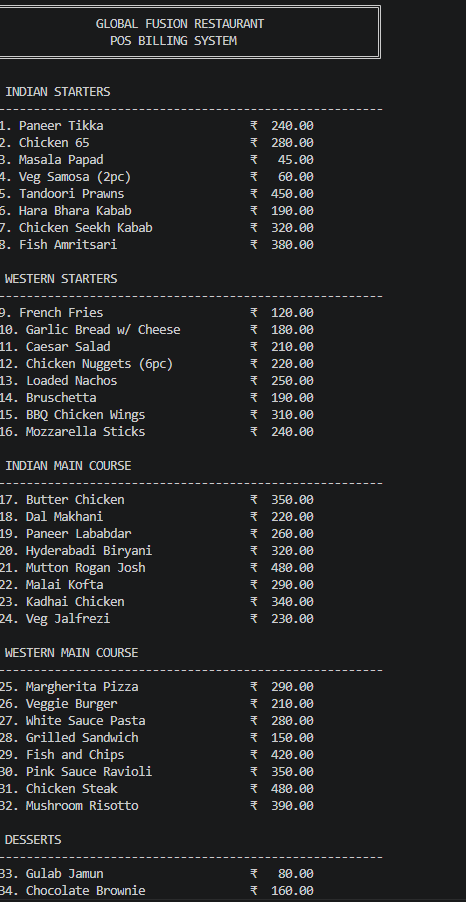 GLOBAL FUSION RESTAURANT
POS BILLING SYSTEM
INDIAN STARTERS
1. Paneer Tikka ₹ 240.00
2. Chicken 65 ₹ 280.00
3. Masala Papad ₹ 45.00
4. Veg Samosa (2pc) ₹ 60.00
5. Tandoori Prawns ₹ 450.00
6. Hara Bhara Kabab ₹ 190.00
7. Chicken Seekh Kabab ₹ 320.00
8. Fish Amritsari ₹ 380.00
WESTERN STARTERS
9. French Fries ₹ 120.00
10. Garlic Bread w/ Cheese ₹ 180.00
11. Caesar Salad ₹ 210.00
12. Chicken Nuggets (6pc) ₹ 220.00
13. Loaded Nachos ₹ 250.00
14. Bruschetta ₹ 190.00
15. BBQ Chicken Wings ₹ 310.00
16. Mozzarella Sticks ₹ 240.00
INDIAN MAIN COURSE
17. Butter Chicken ₹ 350.00
18. Dal Makhani ₹ 220.00
19. Paneer Lababdar ₹ 260.00
20. Hyderabadi Biryani ₹ 320.00
21. Mutton Rogan Josh ₹ 480.00
22. Malai Kofta ₹ 290.00
23. Kadhai Chicken ₹ 340.00
24. Veg Jalfrezi ₹ 230.00
WESTERN MAIN COURSE
25. Margherita Pizza ₹ 290.00
26. Veggie Burger ₹ 210.00
27. White Sauce Pasta ₹ 280.00
28. Grilled Sandwich ₹ 150.00
29. Fish and Chips ₹ 420.00
30. Pink Sauce Ravioli ₹ 350.00
31. Chicken Steak ₹ 480.00
32. Mushroom Risotto ₹ 390.00
DESSERTS
33. Gulab Jamun ₹ 80.00
34. Chocolate Brownie ₹ 160.00